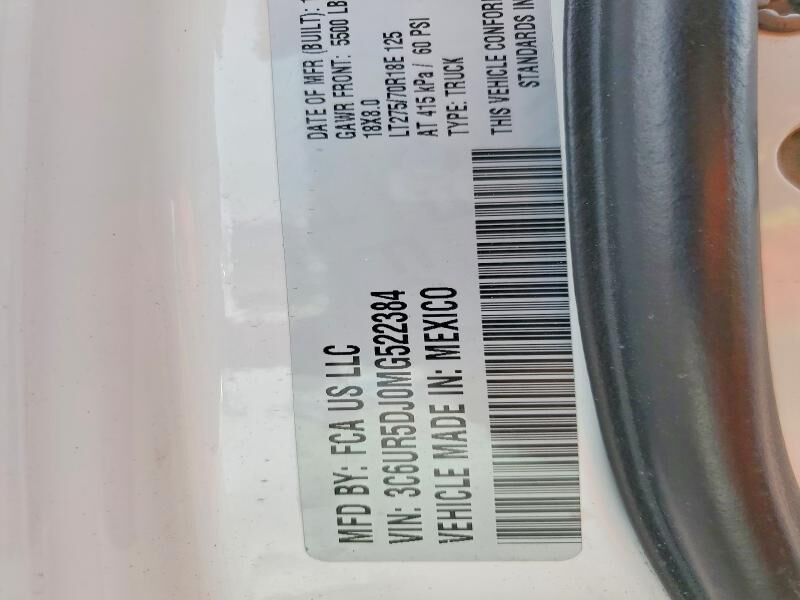 MFD BY: FCA US LLC
VIN: 3C6UR5DJ0MG522384
VEHICLE MADE IN: MEXICO
DATE OF MFR (BUILT):
GAWR FRONT: 5500 LB
18X8.0
LT275/70R18E 125
AT 415 kPa / 60 PSI
TYPE: TRUCK
THIS VEHICLE CONFOR
STANDARDS IN